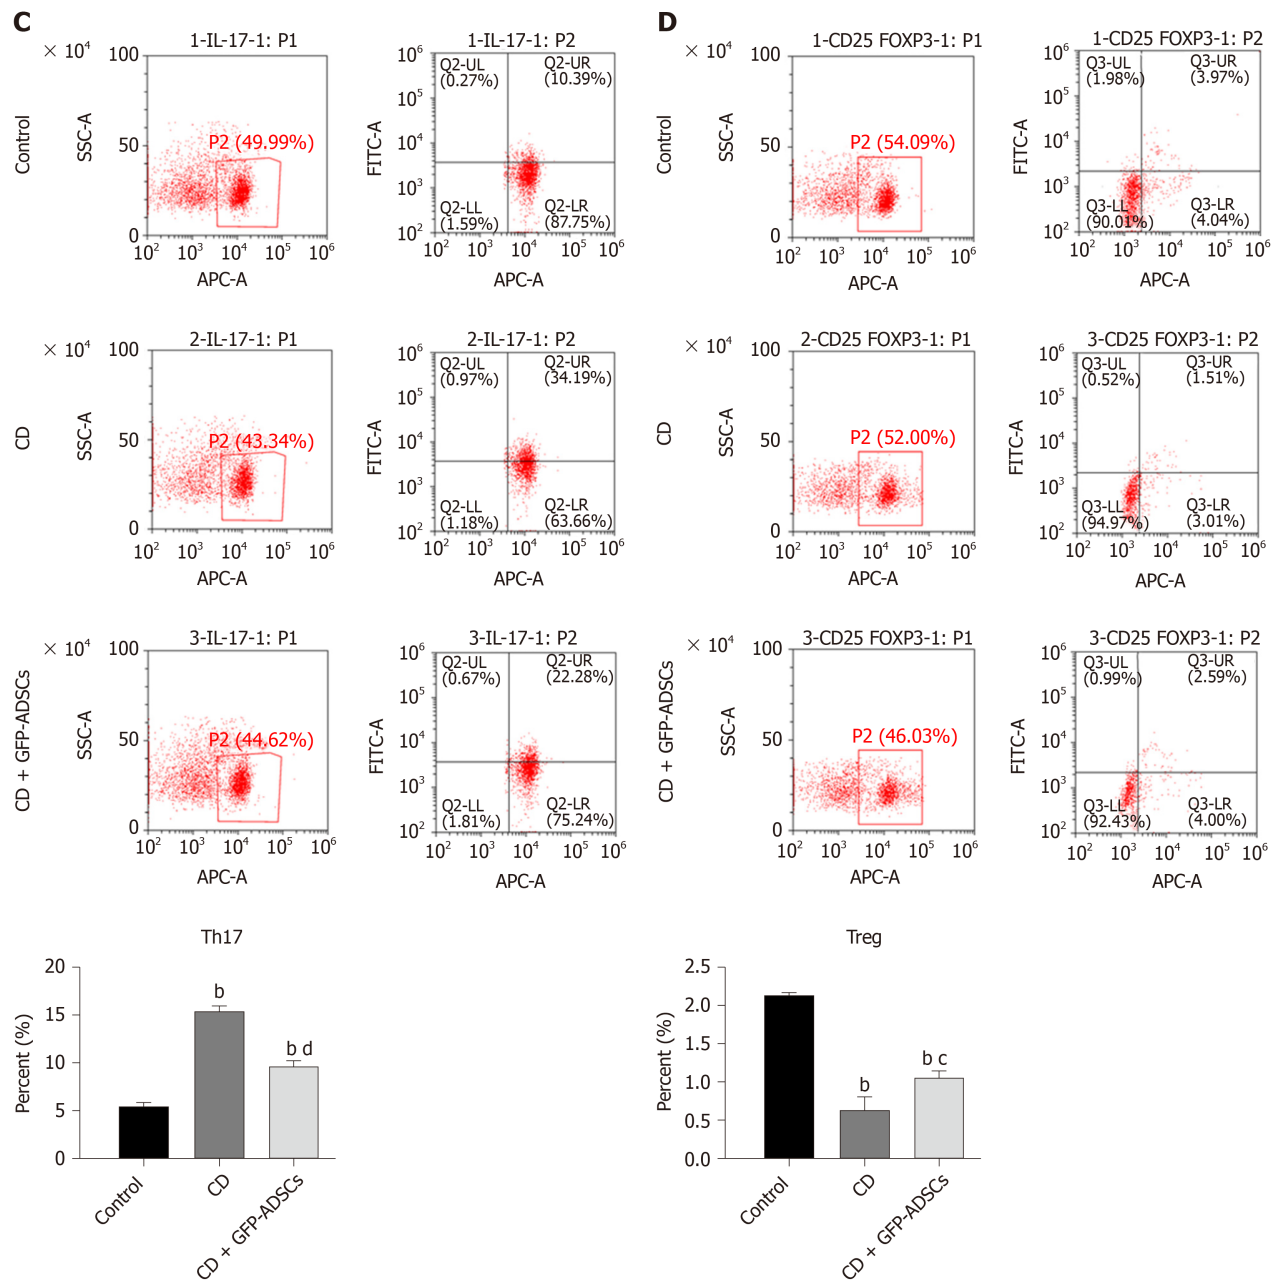 C
Control
× 10⁴
1-IL-17-1: P1
100
50
0
SSC-A
P2 (49.99%)
10² 10³ 10⁴ 10⁵ 10⁶
APC-A
1-IL-17-1: P2
10⁶
10⁵
10⁴
10³
10²
FITC-A
Q2-UL
(0.27%)
Q2-UR
(10.39%)
Q2-LL
(1.59%)
Q2-LR
(87.75%)
10² 10³ 10⁴ 10⁵ 10⁶
APC-A
CD
× 10⁴
2-IL-17-1: P1
100
50
0
SSC-A
P2 (43.34%)
10² 10³ 10⁴ 10⁵ 10⁶
APC-A
2-IL-17-1: P2
10⁶
10⁵
10⁴
10³
10²
FITC-A
Q2-UL
(0.97%)
Q2-UR
(34.19%)
Q2-LL
(1.18%)
Q2-LR
(63.66%)
10² 10³ 10⁴ 10⁵ 10⁶
APC-A
CD + GFP-ADSCs
× 10⁴
3-IL-17-1: P1
100
50
0
SSC-A
P2 (44.62%)
10² 10³ 10⁴ 10⁵ 10⁶
APC-A
3-IL-17-1: P2
10⁶
10⁵
10⁴
10³
10²
FITC-A
Q2-UL
(0.67%)
Q2-UR
(22.28%)
Q2-LL
(1.81%)
Q2-LR
(75.24%)
10² 10³ 10⁴ 10⁵ 10⁶
APC-A
Th17
20
15
10
5
0
Percent (%)
b
b d
Control
CD
CD + GFP-ADSCs
D
Control
× 10⁴
1-CD25 FOXP3-1: P1
100
50
0
SSC-A
P2 (54.09%)
10² 10³ 10⁴ 10⁵ 10⁶
APC-A
1-CD25 FOXP3-1: P2
10⁶
10⁵
10⁴
10³
10²
FITC-A
Q3-UL
(1.98%)
Q3-UR
(3.97%)
Q3-LL
(90.01%)
Q3-LR
(4.04%)
10² 10³ 10⁴ 10⁵ 10⁶
APC-A
CD
× 10⁴
2-CD25 FOXP3-1: P1
100
50
0
SSC-A
P2 (52.00%)
10² 10³ 10⁴ 10⁵ 10⁶
APC-A
3-CD25 FOXP3-1: P2
10⁶
10⁵
10⁴
10³
10²
FITC-A
Q3-UL
(0.52%)
Q3-UR
(1.51%)
Q3-LL
(94.97%)
Q3-LR
(3.01%)
10² 10³ 10⁴ 10⁵ 10⁶
APC-A
CD + GFP-ADSCs
× 10⁴
3-CD25 FOXP3-1: P1
100
50
0
SSC-A
P2 (46.03%)
10² 10³ 10⁴ 10⁵ 10⁶
APC-A
3-CD25 FOXP3-1: P2
10⁶
10⁵
10⁴
10³
10²
FITC-A
Q3-UL
(0.99%)
Q3-UR
(2.59%)
Q3-LL
(92.43%)
Q3-LR
(4.00%)
10² 10³ 10⁴ 10⁵ 10⁶
APC-A
Treg
2.5
2.0
1.5
1.0
0.5
0.0
Percent (%)
b
b c
Control
CD
CD + GFP-ADSCs